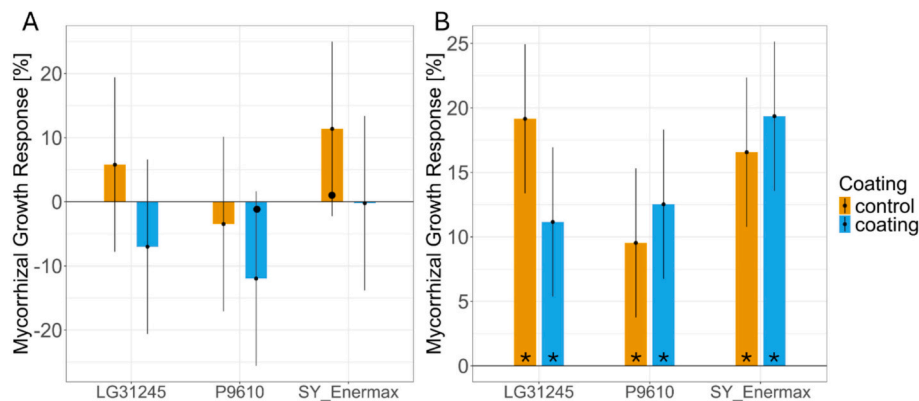 A
B
Mycorrhizal Growth Response [%]
20
10
0
-10
-20
LG31245
P9610
SY_Enermax
Mycorrhizal Growth Response [%]
25
20
15
10
5
0
* * * * * *
LG31245
P9610
SY_Enermax
Coating
control
coating